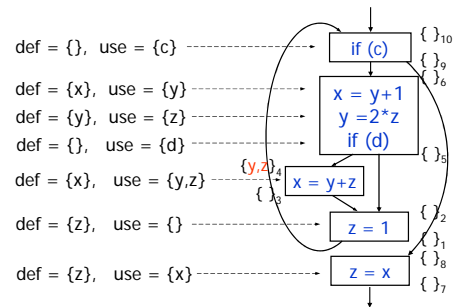 { }10
def = {}, use = {c}
if (c)
{ }9
{ }6
def = {x}, use = {y}
x = y+1
def = {y}, use = {z}
y =2*z
def = {}, use = {d}
if (d)
{ }5
{y,z}4
def = {x}, use = {y,z}
x = y+z
{ }3
{ }2
def = {z}, use = {}
z = 1
{ }1
{ }8
def = {z}, use = {x}
z = x
{ }7